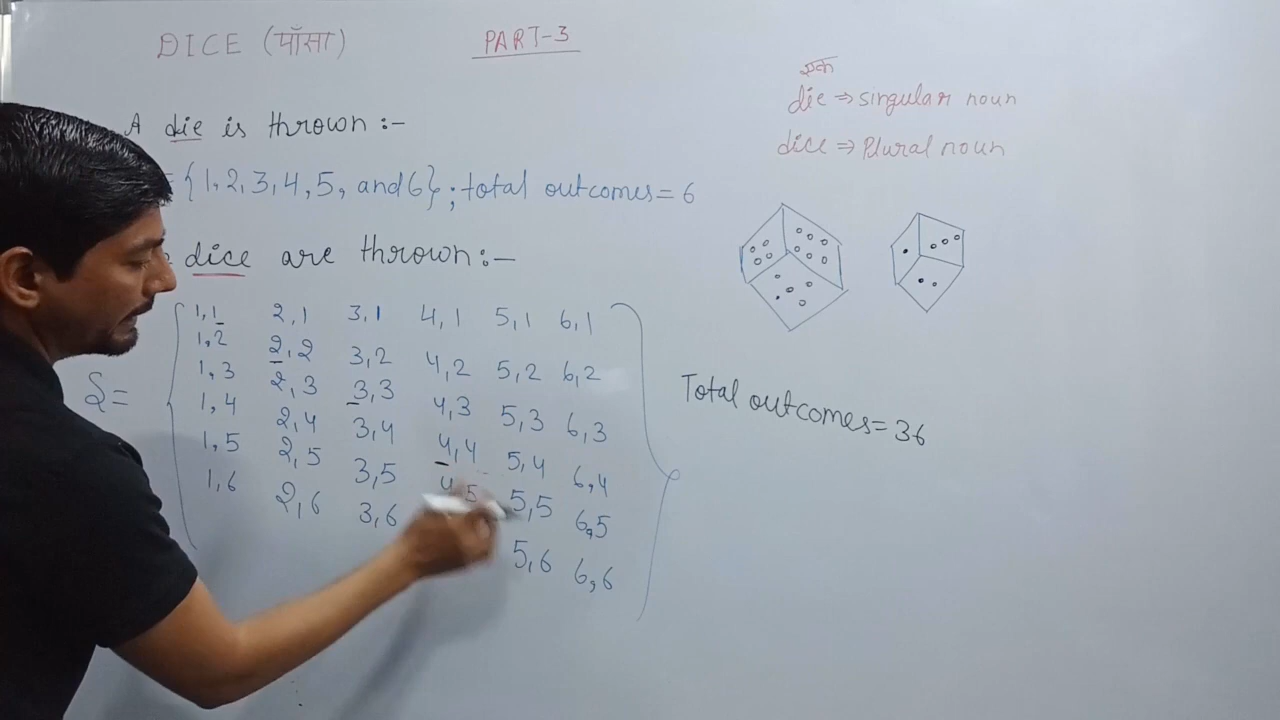 DICE (पाँसा)
PART-3
A die is thrown :-
= {1, 2, 3, 4, 5, and 6} ; total outcomes = 6
dice are thrown :-
एक
die ⇒ singular noun
dice ⇒ Plural noun
S =
1,1 2,1 3,1 4,1 5,1 6,1
1,2 2,2 3,2 4,2 5,2 6,2
1,3 2,3 3,3 4,3 5,3 6,3
1,4 2,4 3,4 4,4 5,4 6,4
1,5 2,5 3,5 4,5 5,5 6,5
1,6 2,6 3,6 5,6 6,6
Total outcomes = 36